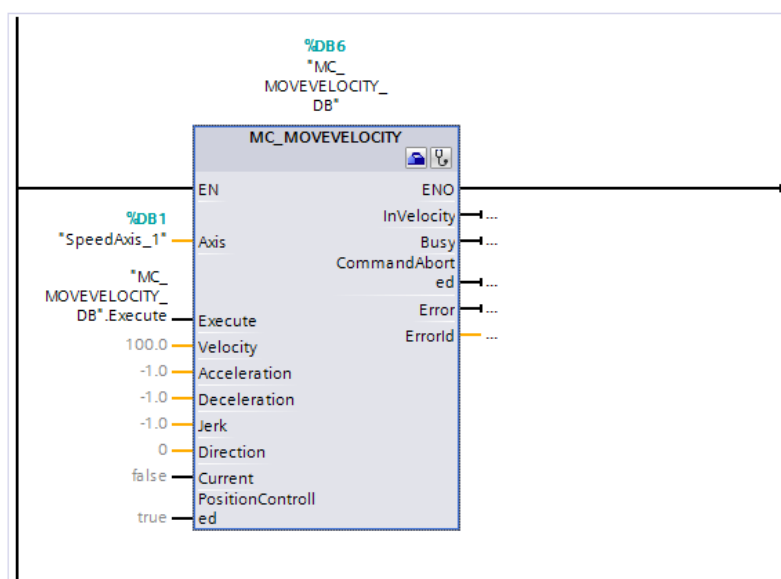 %DB6
"MC_
MOVEVELOCITY_
DB"
MC_MOVEVELOCITY
EN
ENO
InVelocity
...
%DB1
"SpeedAxis_1"
Axis
Busy
...
CommandAbort
ed
...
"MC_
MOVEVELOCITY_
DB".Execute
Execute
Error
...
100.0
Velocity
ErrorId
...
-1.0
Acceleration
-1.0
Deceleration
-1.0
Jerk
0
Direction
false
Current
PositionControll
true
ed